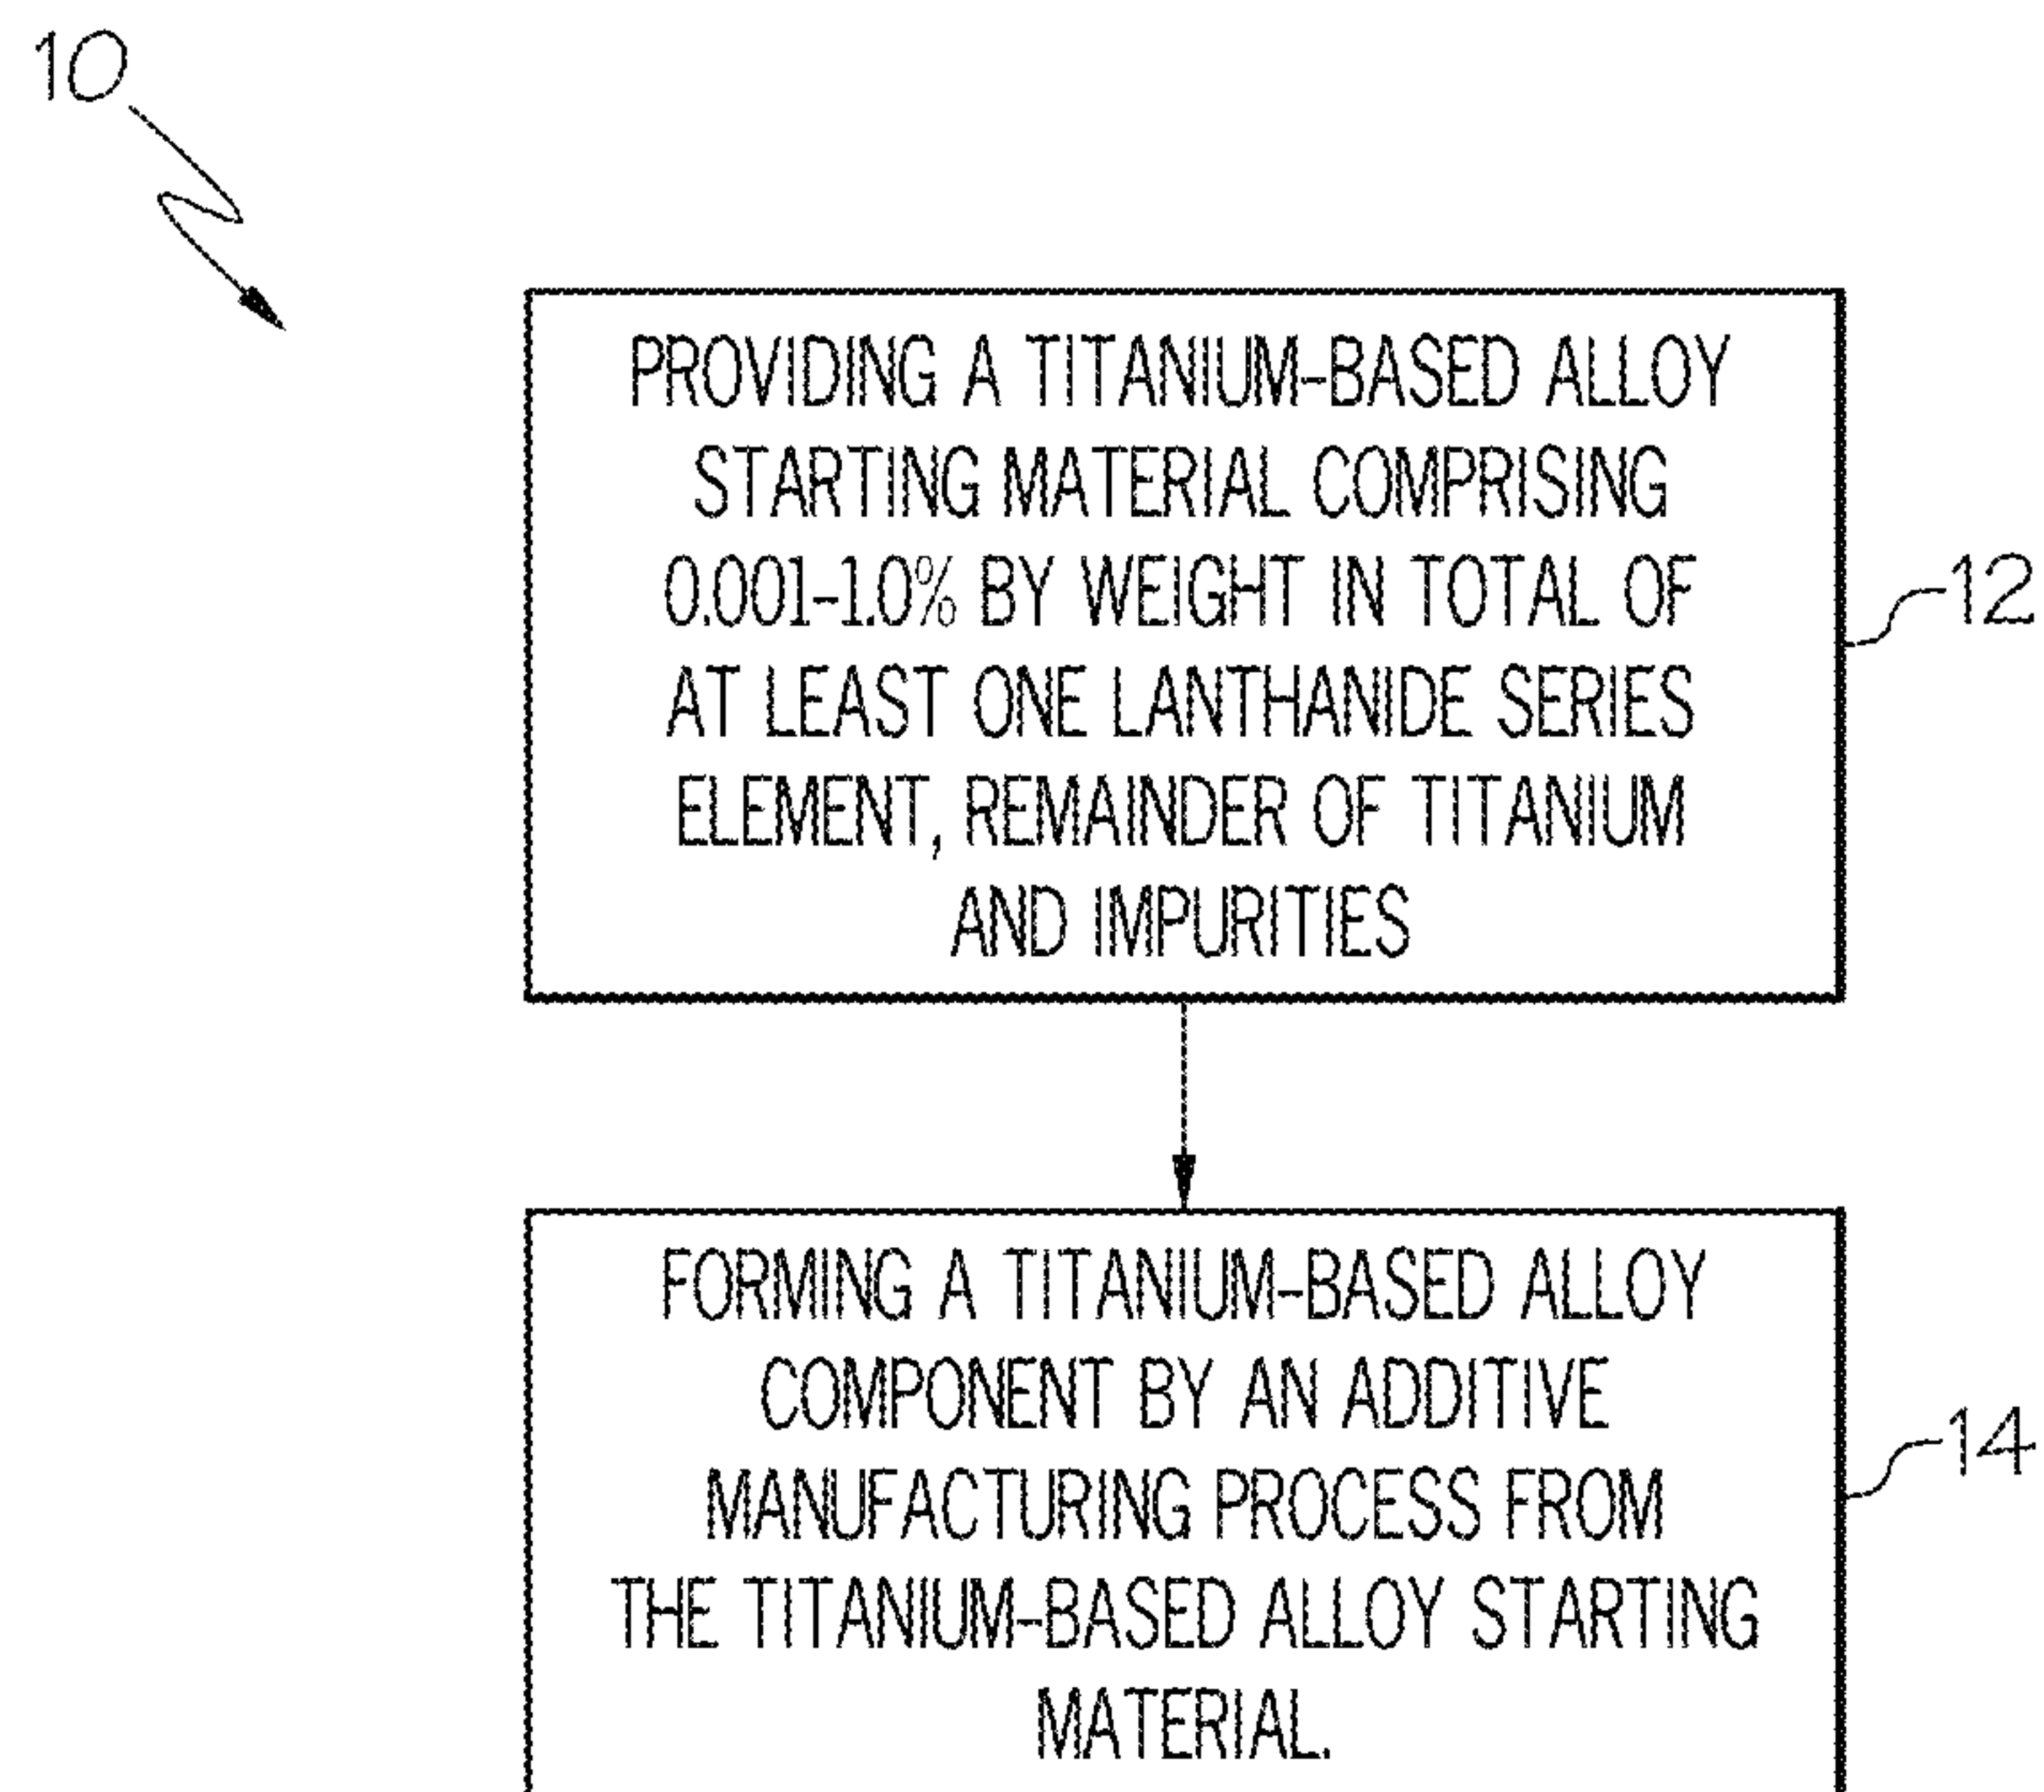 10
PROVIDING A TITANIUM-BASED ALLOY
STARTING MATERIAL COMPRISING
0.001-1.0% BY WEIGHT IN TOTAL OF
AT LEAST ONE LANTHANIDE SERIES
ELEMENT, REMAINDER OF TITANIUM
AND IMPURITIES
12
FORMING A TITANIUM-BASED ALLOY
COMPONENT BY AN ADDITIVE
MANUFACTURING PROCESS FROM
THE TITANIUM-BASED ALLOY STARTING
MATERIAL.
14